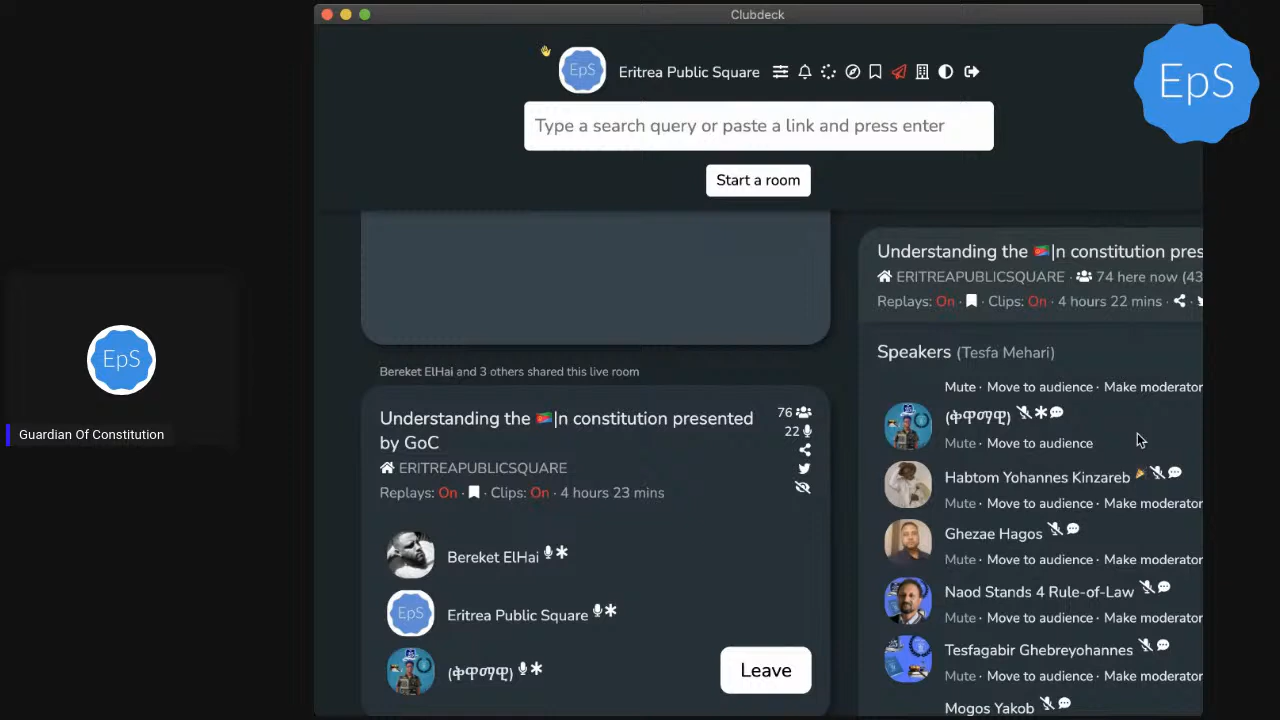 Clubdeck
EpS
EpS
Eritrea Public Square
Type a search query or paste a link and press enter
Start a room
EpS
Guardian Of Constitution
Bereket ElHai and 3 others shared this live room
Understanding the 🇪🇷|n constitution presented
by GoC
76
22
ERITREAPUBLICSQUARE
Replays: On · Clips: On · 4 hours 23 mins
Bereket ElHai
EpS
Eritrea Public Square
(ቅዋማዊ)
Leave
Understanding the 🇪🇷|n constitution pres
ERITREAPUBLICSQUARE · 74 here now (43
Replays: On · Clips: On · 4 hours 22 mins ·
Speakers (Tesfa Mehari)
Mute · Move to audience · Make moderator
(ቅዋማዊ)
Mute · Move to audience
Habtom Yohannes Kinzareb
Mute · Move to audience · Make moderator
Ghezae Hagos
Mute · Move to audience · Make moderator
Naod Stands 4 Rule-of-Law
Mute · Move to audience · Make moderator
Tesfagabir Ghebreyohannes
Mute · Move to audience · Make moderator
Mogos Yakob